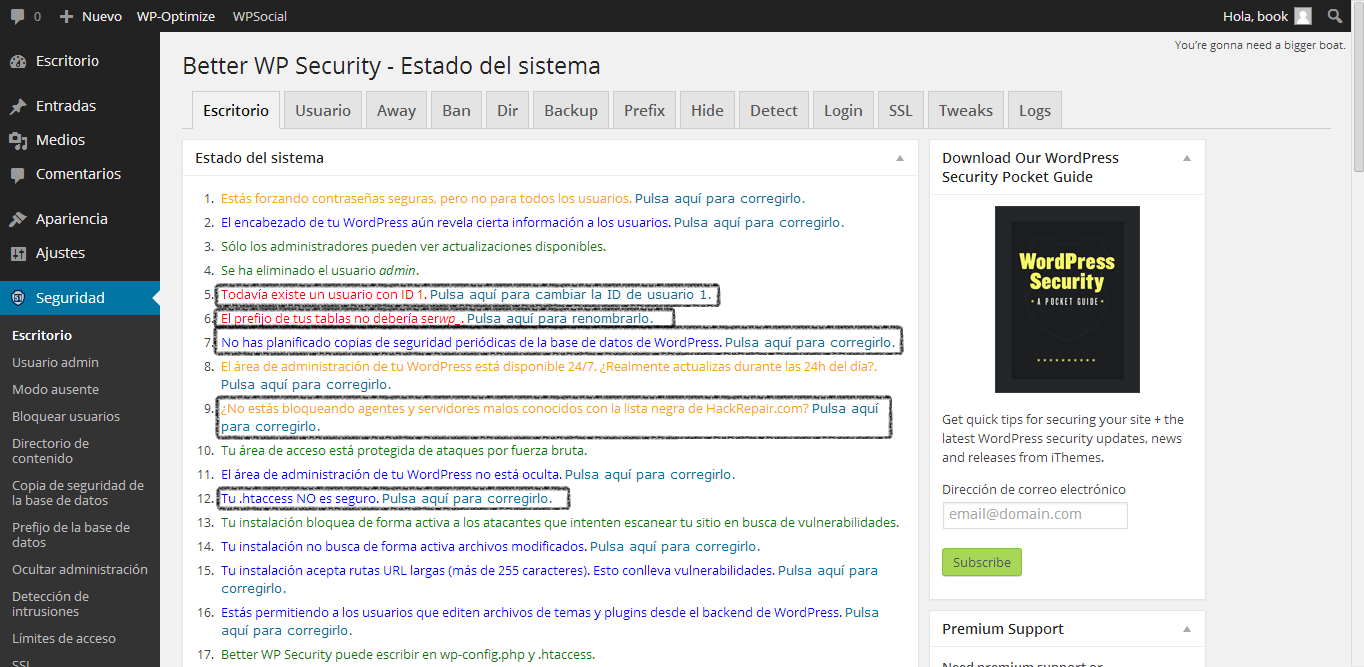 0 Nuevo WP-Optimize WPSocial Hola, book
You're gonna need a bigger boat.
Escritorio
Entradas
Medios
Comentarios
Apariencia
Ajustes
Seguridad
Escritorio
Usuario admin
Modo ausente
Bloquear usuarios
Directorio de
contenido
Copia de seguridad de
la base de datos
Prefijo de la base de
datos
Ocultar administración
Detección de
intrusiones
Límites de acceso
SSL
Better WP Security - Estado del sistema
Escritorio Usuario Away Ban Dir Backup Prefix Hide Detect Login SSL Tweaks Logs
Estado del sistema
1. Estás forzando contraseñas seguras, pero no para todos los usuarios. Pulsa aquí para corregirlo.
2. El encabezado de tu WordPress aún revela cierta información a los usuarios. Pulsa aquí para corregirlo.
3. Sólo los administradores pueden ver actualizaciones disponibles.
4. Se ha eliminado el usuario admin.
5. Todavía existe un usuario con ID 1. Pulsa aquí para cambiar la ID de usuario 1.
6. El prefijo de tus tablas no debería serwp_. Pulsa aquí para renombrarlo.
7. No has planificado copias de seguridad periódicas de la base de datos de WordPress. Pulsa aquí para corregirlo.
8. El área de administración de tu WordPress está disponible 24/7. ¿Realmente actualizas durante las 24h del día?.
Pulsa aquí para corregirlo.
9. ¿No estás bloqueando agentes y servidores malos conocidos con la lista negra de HackRepair.com? Pulsa aquí
para corregirlo.
10. Tu área de acceso está protegida de ataques por fuerza bruta.
11. El área de administración de tu WordPress no está oculta. Pulsa aquí para corregirlo.
12. Tu .htaccess NO es seguro. Pulsa aquí para corregirlo.
13. Tu instalación bloquea de forma activa a los atacantes que intenten escanear tu sitio en busca de vulnerabilidades.
14. Tu instalación no busca de forma activa archivos modificados. Pulsa aquí para corregirlo.
15. Tu instalación acepta rutas URL largas (más de 255 caracteres). Esto conlleva vulnerabilidades. Pulsa aquí para
corregirlo.
16. Estás permitiendo a los usuarios que editen archivos de temas y plugins desde el backend de WordPress. Pulsa
aquí para corregirlo.
17. Better WP Security puede escribir en wp-config.php y .htaccess.
Download Our WordPress
Security Pocket Guide
WordPress
Security
• A POCKET GUIDE •
Get quick tips for securing your site + the
latest WordPress security updates, news
and releases from iThemes.
Dirección de correo electrónico
email@domain.com
Subscribe
Premium Support
Need premium support or